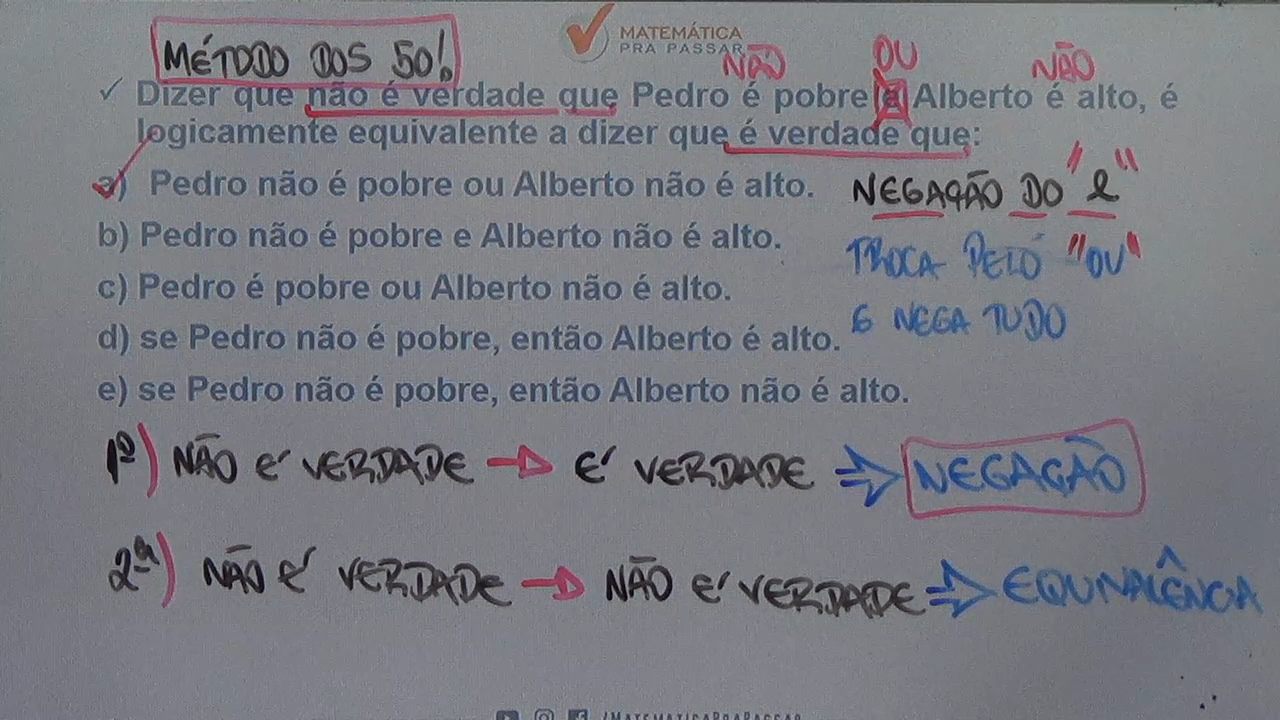 MÉTODO DOS 50!
MATEMÁTICA
PRA PASSAR
NÃO OU NÃO
✓ Dizer que não é verdade que Pedro é pobre e Alberto é alto, é
logicamente equivalente a dizer que é verdade que:
a) Pedro não é pobre ou Alberto não é alto.
NEGAÇÃO DO "e"
b) Pedro não é pobre e Alberto não é alto.
TROCA PELO "OU"
c) Pedro é pobre ou Alberto não é alto.
E NEGA TUDO
d) se Pedro não é pobre, então Alberto é alto.
e) se Pedro não é pobre, então Alberto não é alto.
1º) NÃO É VERDADE → É VERDADE ⇒ NEGAÇÃO
2ª) NÃO É VERDADE → NÃO É VERDADE ⇒ EQUIVALÊNCIA
/MATEMATICAPRAPASSAR